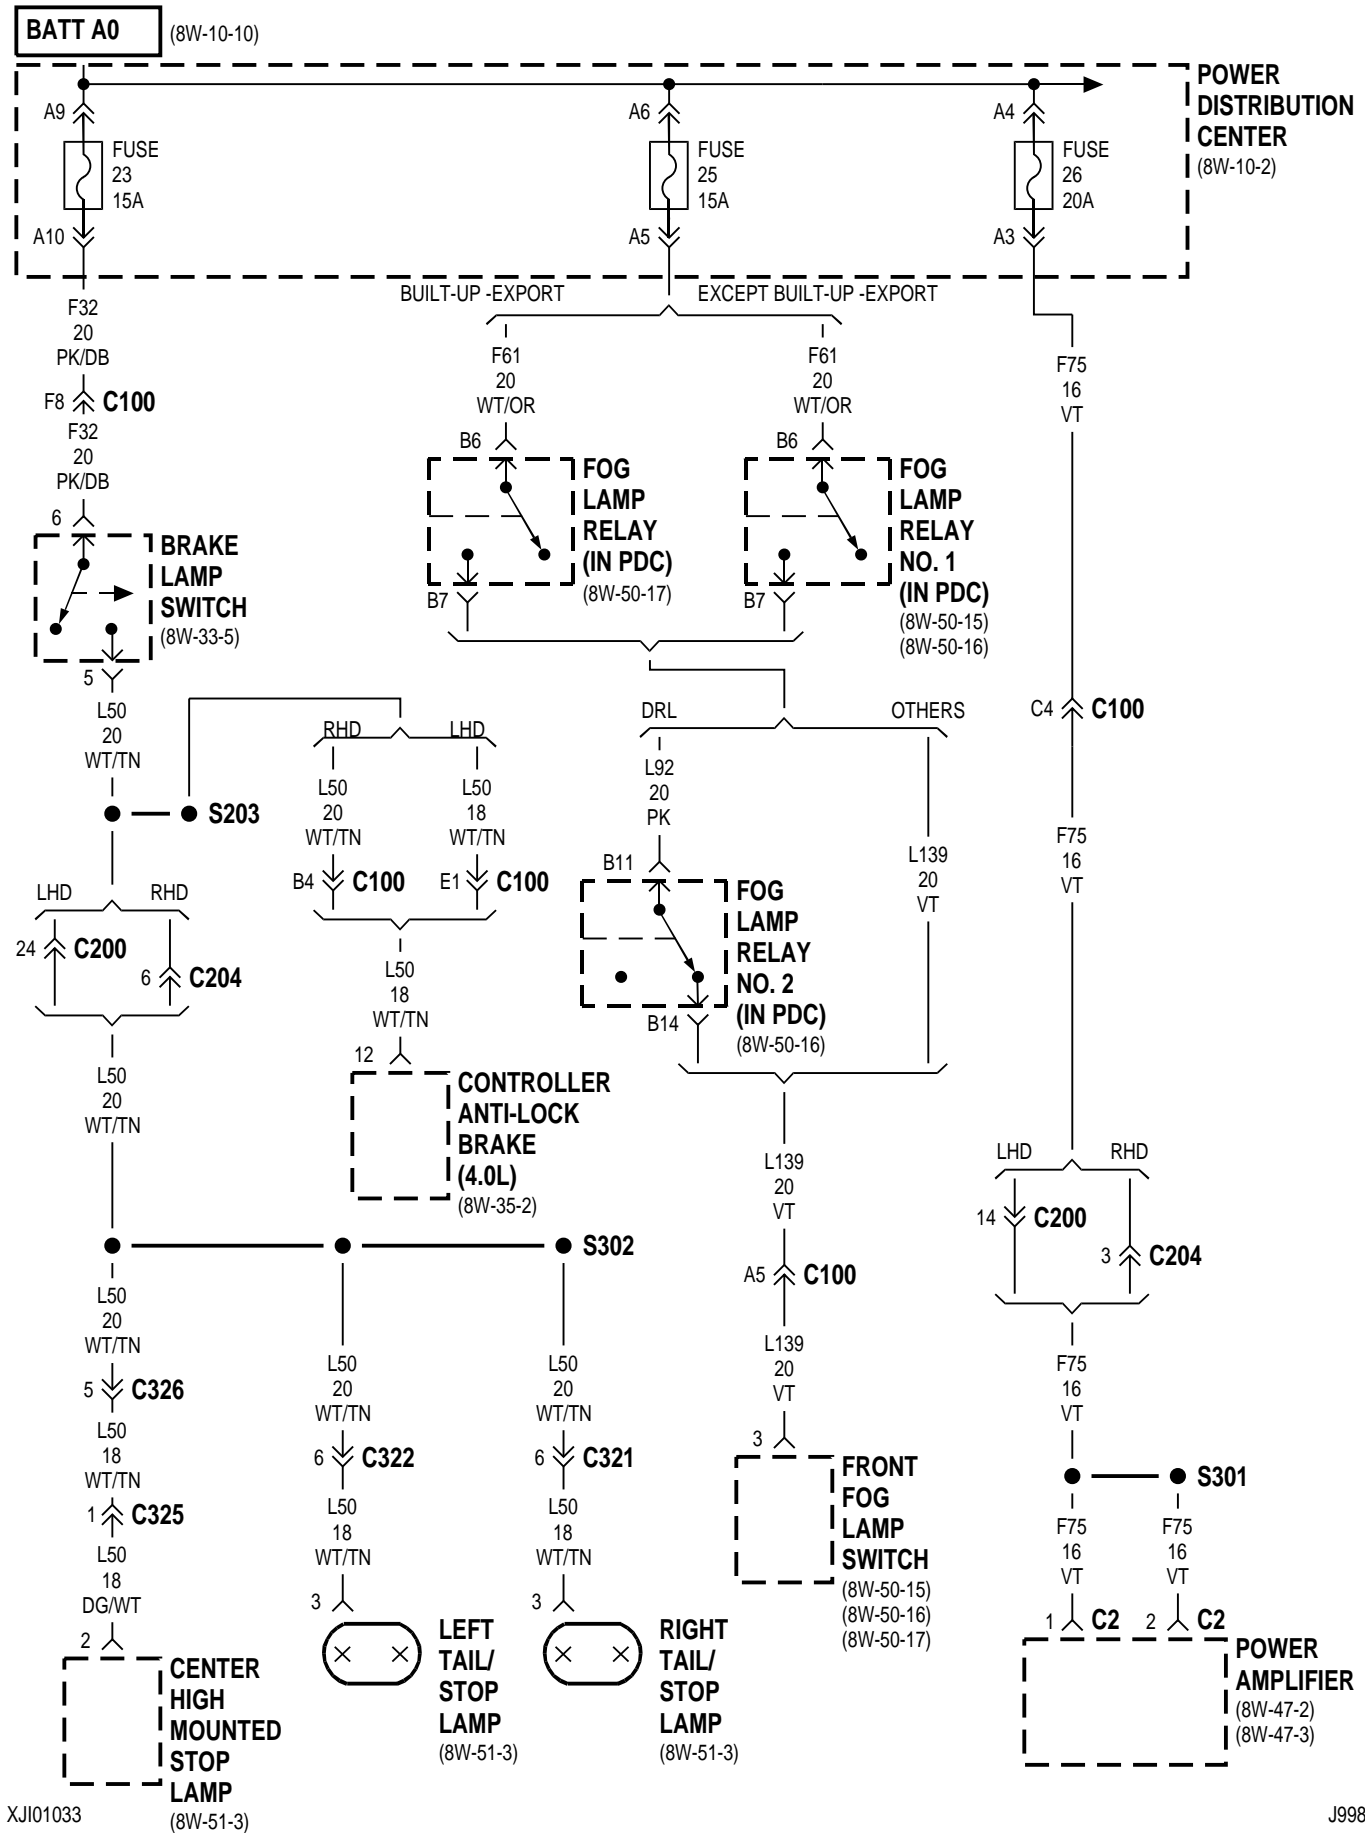 BATT A0
(8W-10-10)
POWER
DISTRIBUTION
CENTER
(8W-10-2)
A9
FUSE
23
15A
A10
A6
FUSE
25
15A
A5
A4
FUSE
26
20A
A3
BUILT-UP -EXPORT
EXCEPT BUILT-UP -EXPORT
F32
20
PK/DB
F8
C100
F32
20
PK/DB
6
BRAKE
LAMP
SWITCH
(8W-33-5)
5
L50
20
WT/TN
S203
LHD
RHD
24
C200
6
C204
L50
20
WT/TN
RHD
LHD
L50
20
WT/TN
L50
18
WT/TN
B4
C100
E1
C100
L50
18
WT/TN
12
CONTROLLER
ANTI-LOCK
BRAKE
(4.0L)
(8W-35-2)
F61
20
WT/OR
B6
FOG
LAMP
RELAY
(IN PDC)
(8W-50-17)
B7
F61
20
WT/OR
B6
FOG
LAMP
RELAY
NO. 1
(IN PDC)
(8W-50-15)
(8W-50-16)
B7
DRL
OTHERS
L92
20
PK
B11
FOG
LAMP
RELAY
NO. 2
(IN PDC)
(8W-50-16)
B14
L139
20
VT
L139
20
VT
A5
C100
L139
20
VT
3
FRONT
FOG
LAMP
SWITCH
(8W-50-15)
(8W-50-16)
(8W-50-17)
F75
16
VT
C4
C100
F75
16
VT
LHD
RHD
14
C200
3
C204
F75
16
VT
S301
F75
16
VT
F75
16
VT
1
C2
2
C2
POWER
AMPLIFIER
(8W-47-2)
(8W-47-3)
S302
L50
20
WT/TN
5
C326
L50
18
WT/TN
1
C325
L50
18
DG/WT
2
CENTER
HIGH
MOUNTED
STOP
LAMP
(8W-51-3)
L50
20
WT/TN
6
C322
L50
18
WT/TN
3
LEFT
TAIL/
STOP
LAMP
(8W-51-3)
L50
20
WT/TN
6
C321
L50
18
WT/TN
3
RIGHT
TAIL/
STOP
LAMP
(8W-51-3)
XJI01033
J998